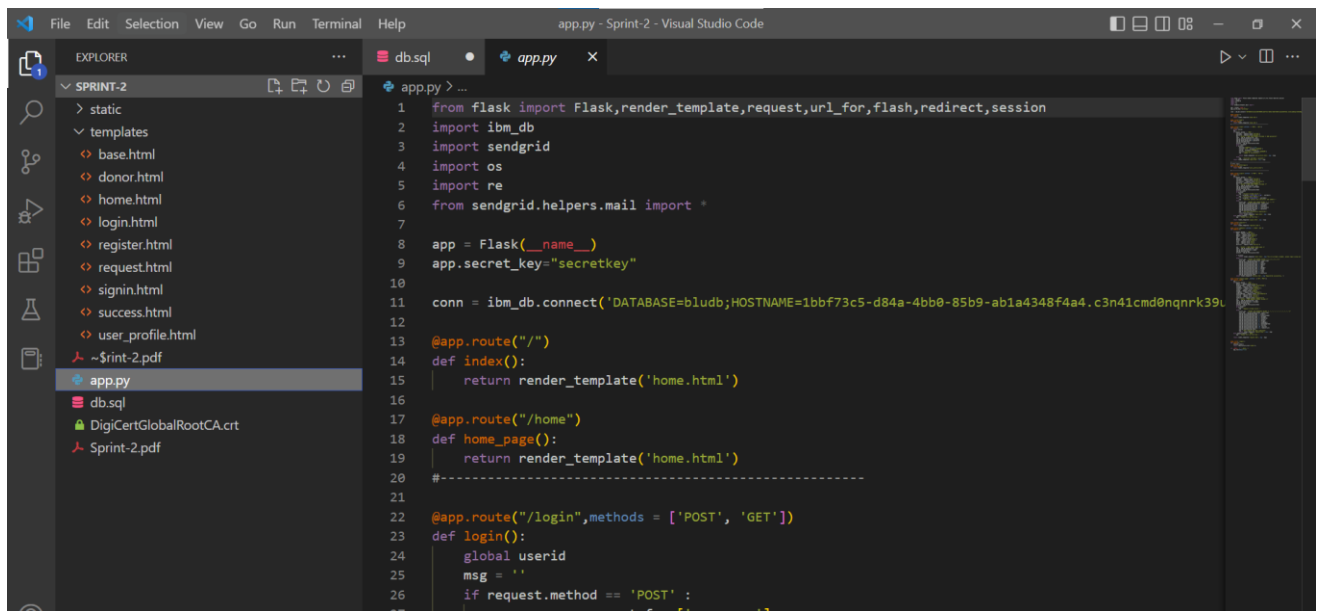 File Edit Selection View Go Run Terminal Help
app.py - Sprint-2 - Visual Studio Code
1
EXPLORER
SPRINT-2
static
templates
base.html
donor.html
home.html
login.html
register.html
request.html
signin.html
success.html
user_profile.html
~$rint-2.pdf
app.py
db.sql
DigiCertGlobalRootCA.crt
Sprint-2.pdf
db.sql
app.py
app.py > ...
1 from flask import Flask,render_template,request,url_for,flash,redirect,session
2 import ibm_db
3 import sendgrid
4 import os
5 import re
6 from sendgrid.helpers.mail import *
7
8 app = Flask(__name__)
9 app.secret_key="secretkey"
10
11 conn = ibm_db.connect('DATABASE=bludb;HOSTNAME=1bbf73c5-d84a-4bb0-85b9-ab1a4348f4a4.c3n41cmd0nqnrk39u
12
13 @app.route("/")
14 def index():
15 return render_template('home.html')
16
17 @app.route("/home")
18 def home_page():
19 return render_template('home.html')
20 #------------------------------------------------------
21
22 @app.route("/login",methods = ['POST', 'GET'])
23 def login():
24 global userid
25 msg = ''
26 if request.method == 'POST' :